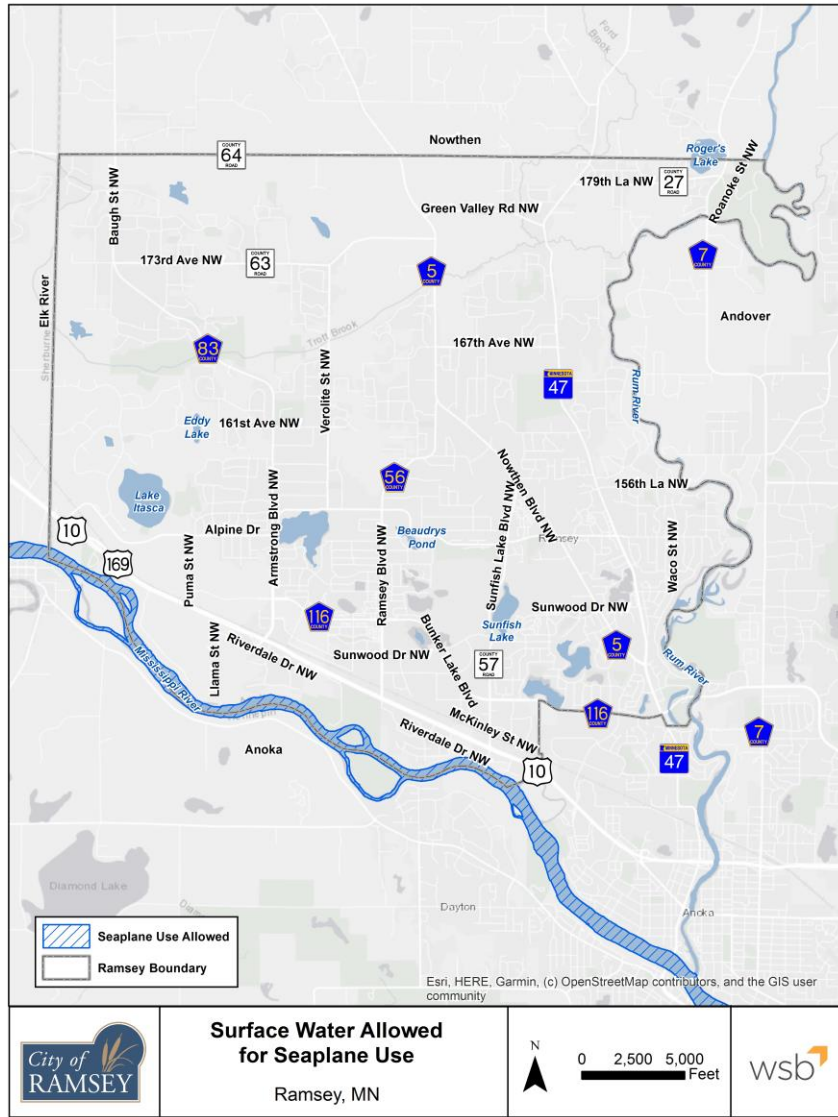 Nowthen
COUNTY
64
ROAD
Roger's
Lake
Ford
Brook
179th La NW
COUNTY
27
ROAD
Roanoke St NW
Baugh St NW
Green Valley Rd NW
173rd Ave NW
COUNTY
63
ROAD
5
COUNTY
7
COUNTY
Elk River
Sherburne
Andover
Trott Brook
83
COUNTY
167th Ave NW
MINNESOTA
47
Rum River
Verolite St NW
Eddy
Lake
161st Ave NW
56
COUNTY
Nowthen Blvd NW
156th La NW
Lake
Itasca
10
Alpine Dr
Armstrong Blvd NW
Beaudrys
Pond
Sunfish Lake Blvd NW
Ramsey
Waco St NW
169
Puma St NW
Ramsey Blvd NW
116
COUNTY
Sunfish
Lake
Sunwood Dr NW
5
COUNTY
Llama St NW
Riverdale Dr NW
Sunwood Dr NW
Bunker Lake Blvd
COUNTY
57
ROAD
Rum River
Mississippi River
McKinley St NW
116
COUNTY
7
COUNTY
Anoka
Riverdale Dr NW
10
MINNESOTA
47
Diamond Lake
Dayton
Anoka
Seaplane Use Allowed
Ramsey Boundary
Esri, HERE, Garmin, (c) OpenStreetMap contributors, and the GIS user
community
City of
RAMSEY
Surface Water Allowed
for Seaplane Use
Ramsey, MN
N
0 2,500 5,000
Feet
wsb